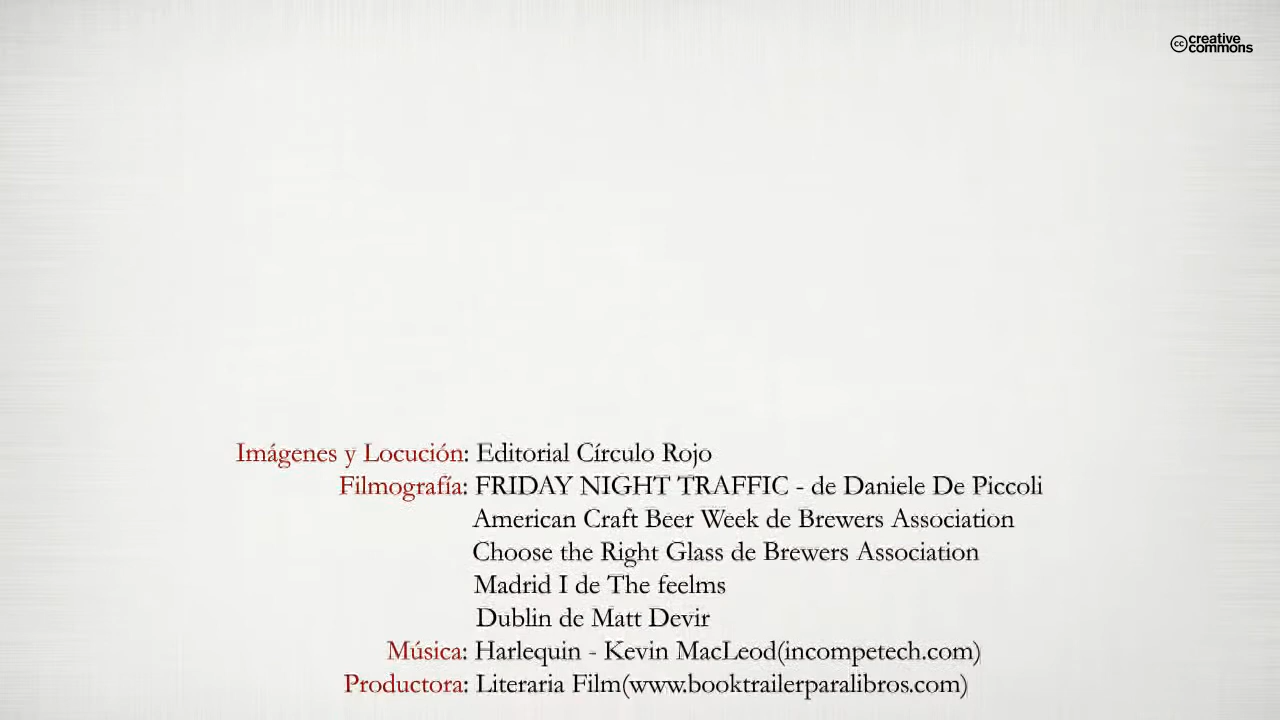 cc creative
commons
Imágenes y Locución: Editorial Círculo Rojo
Filmografía: FRIDAY NIGHT TRAFFIC - de Daniele De Piccoli
American Craft Beer Week de Brewers Association
Choose the Right Glass de Brewers Association
Madrid I de The feelms
Dublin de Matt Devir
Música: Harlequin - Kevin MacLeod(incompetech.com)
Productora: Literaria Film(www.booktrailerparalibros.com)